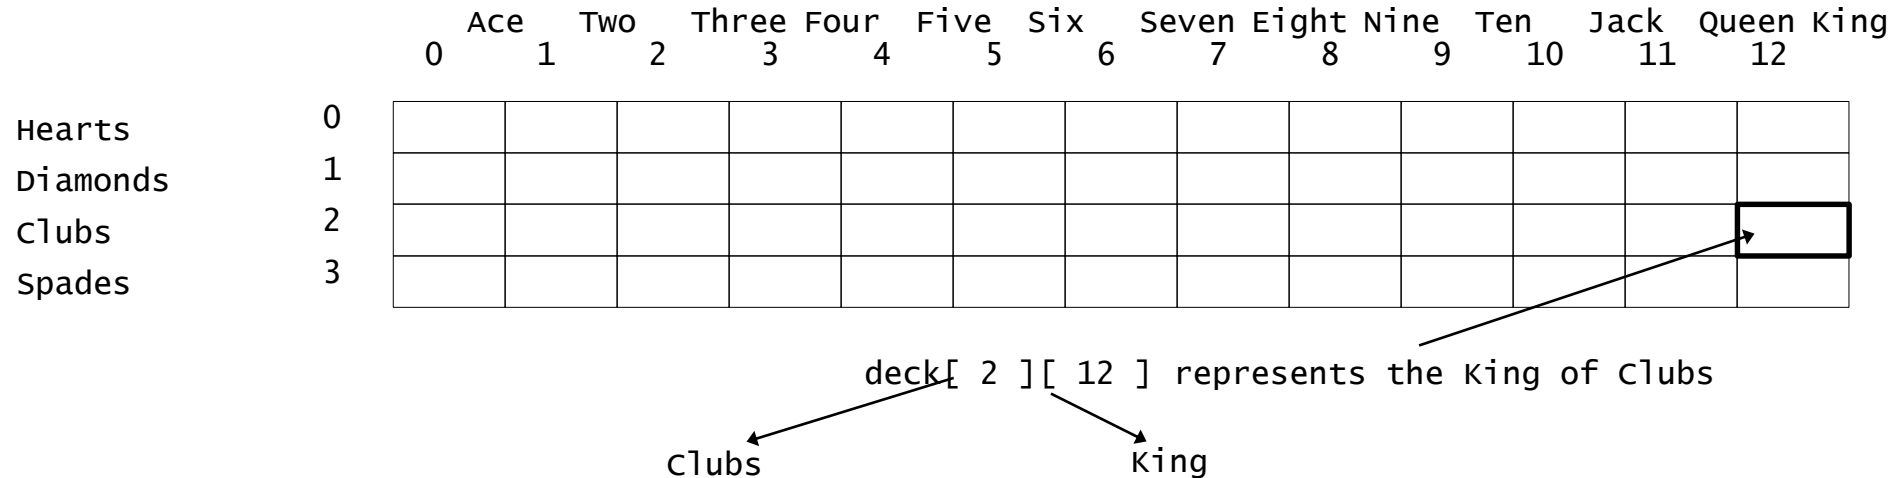 Ace Two Three Four Five Six Seven Eight Nine Ten Jack Queen King
0 1 2 3 4 5 6 7 8 9 10 11 12
Hearts 0
Diamonds 1
Clubs 2
Spades 3
deck[ 2 ][ 12 ] represents the King of Clubs
Clubs King